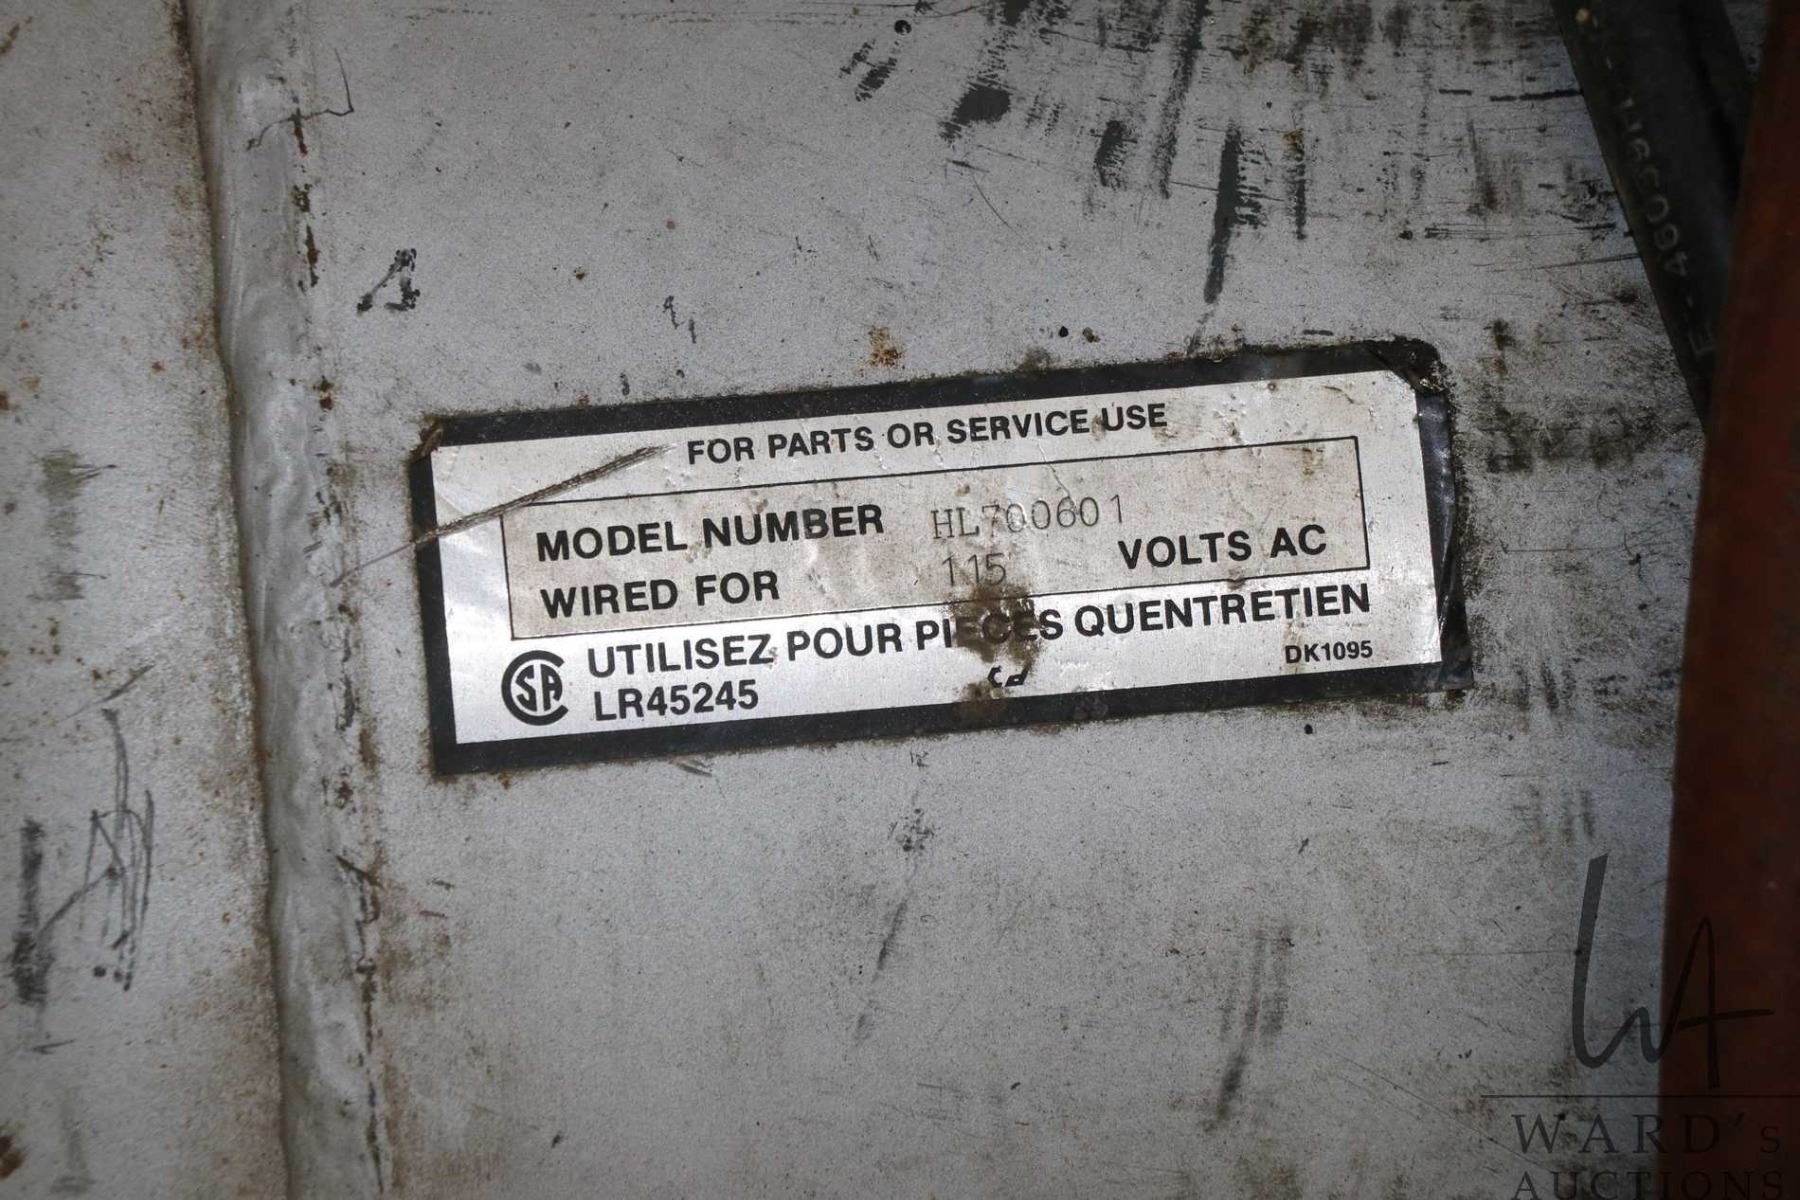 FOR PARTS OR SERVICE USE
MODEL NUMBER HL700601
WIRED FOR 115 VOLTS AC
UTILISEZ POUR PIECES QUENTRETIEN
LR45245
DK1095
WARD's
AUCTIONS